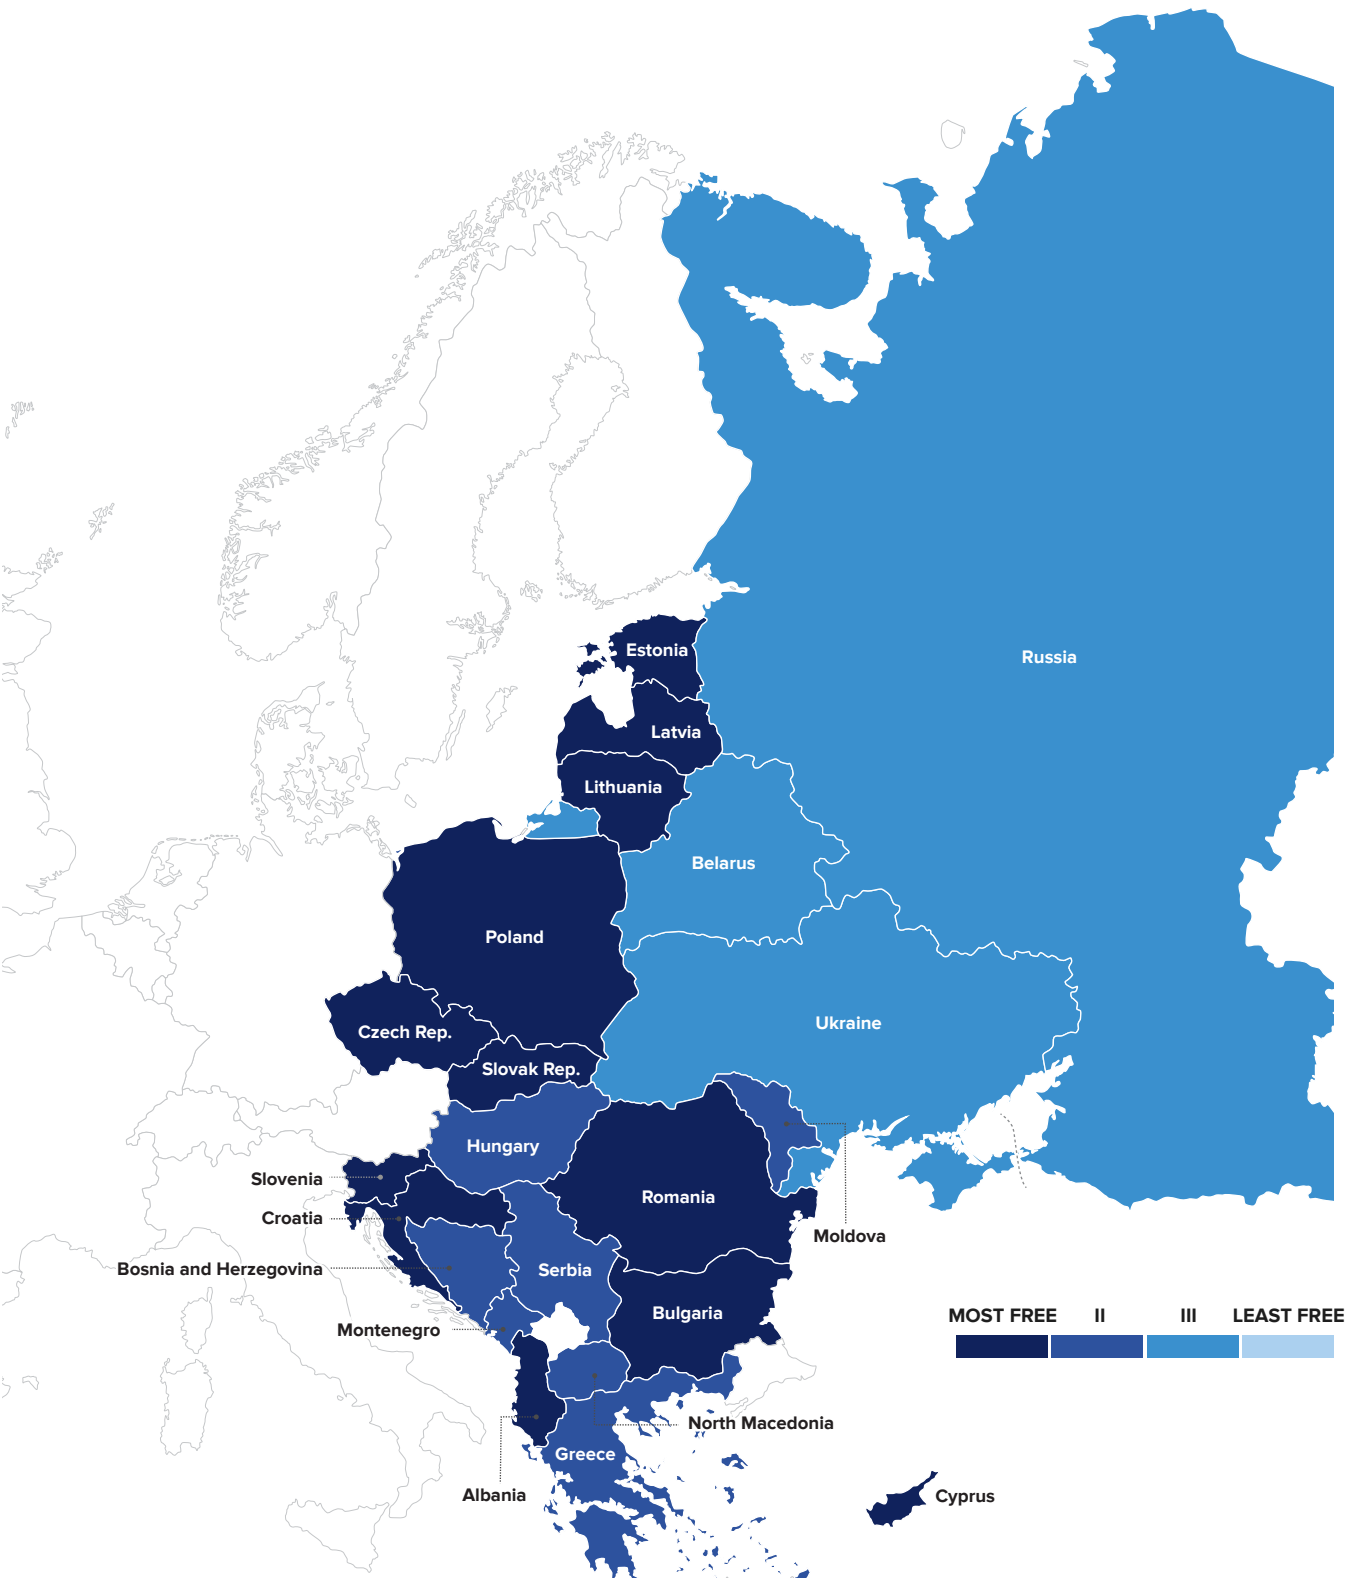 Estonia
Russia
Latvia
Lithuania
Belarus
Poland
Ukraine
Czech Rep.
Slovak Rep.
Hungary
Slovenia
Romania
Croatia
Moldova
Bosnia and Herzegovina
Serbia
Bulgaria
MOST FREE II III LEAST FREE
Montenegro
North Macedonia
Greece
Albania
Cyprus